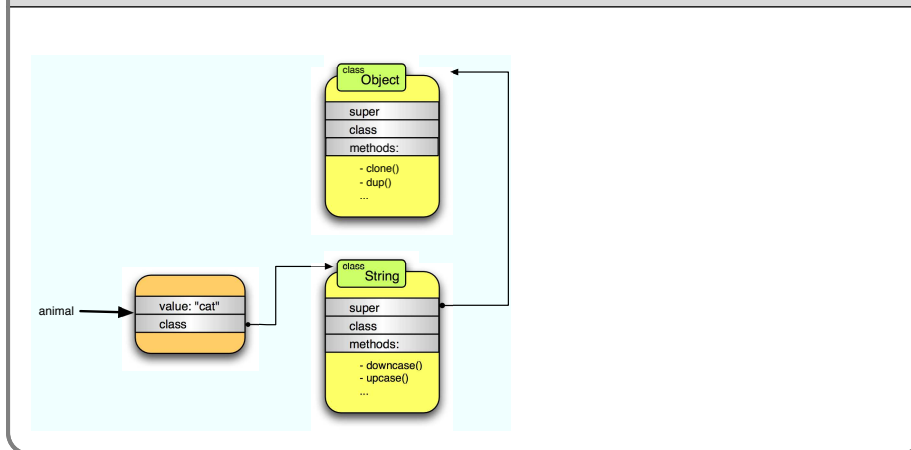 class
Object
super
class
methods:
- clone()
- dup()
...
animal
value: "cat"
class
class
String
super
class
methods:
- downcase()
- upcase()
...